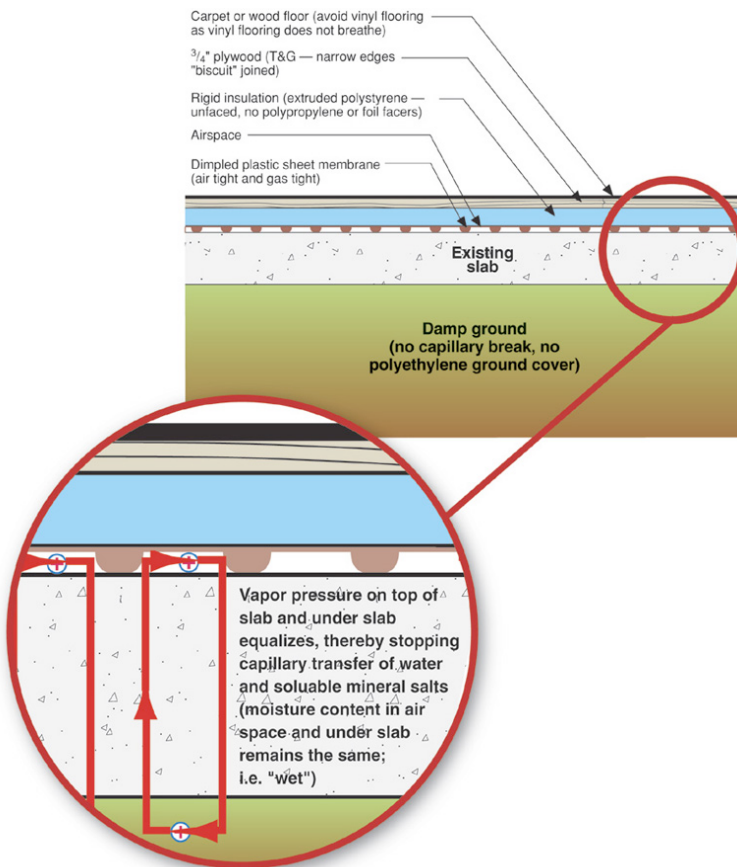 Carpet or wood floor (avoid vinyl flooring
as vinyl flooring does not breathe)
3/4" plywood (T&G — narrow edges
"biscuit" joined)
Rigid insulation (extruded polystyrene —
unfaced, no polypropylene or foil facers)
Airspace
Dimpled plastic sheet membrane
(air tight and gas tight)
Existing
slab
Damp ground
(no capillary break, no
polyethylene ground cover)
Vapor pressure on top of
slab and under slab
equalizes, thereby stopping
capillary transfer of water
and soluable mineral salts
(moisture content in air
space and under slab
remains the same;
i.e. "wet")